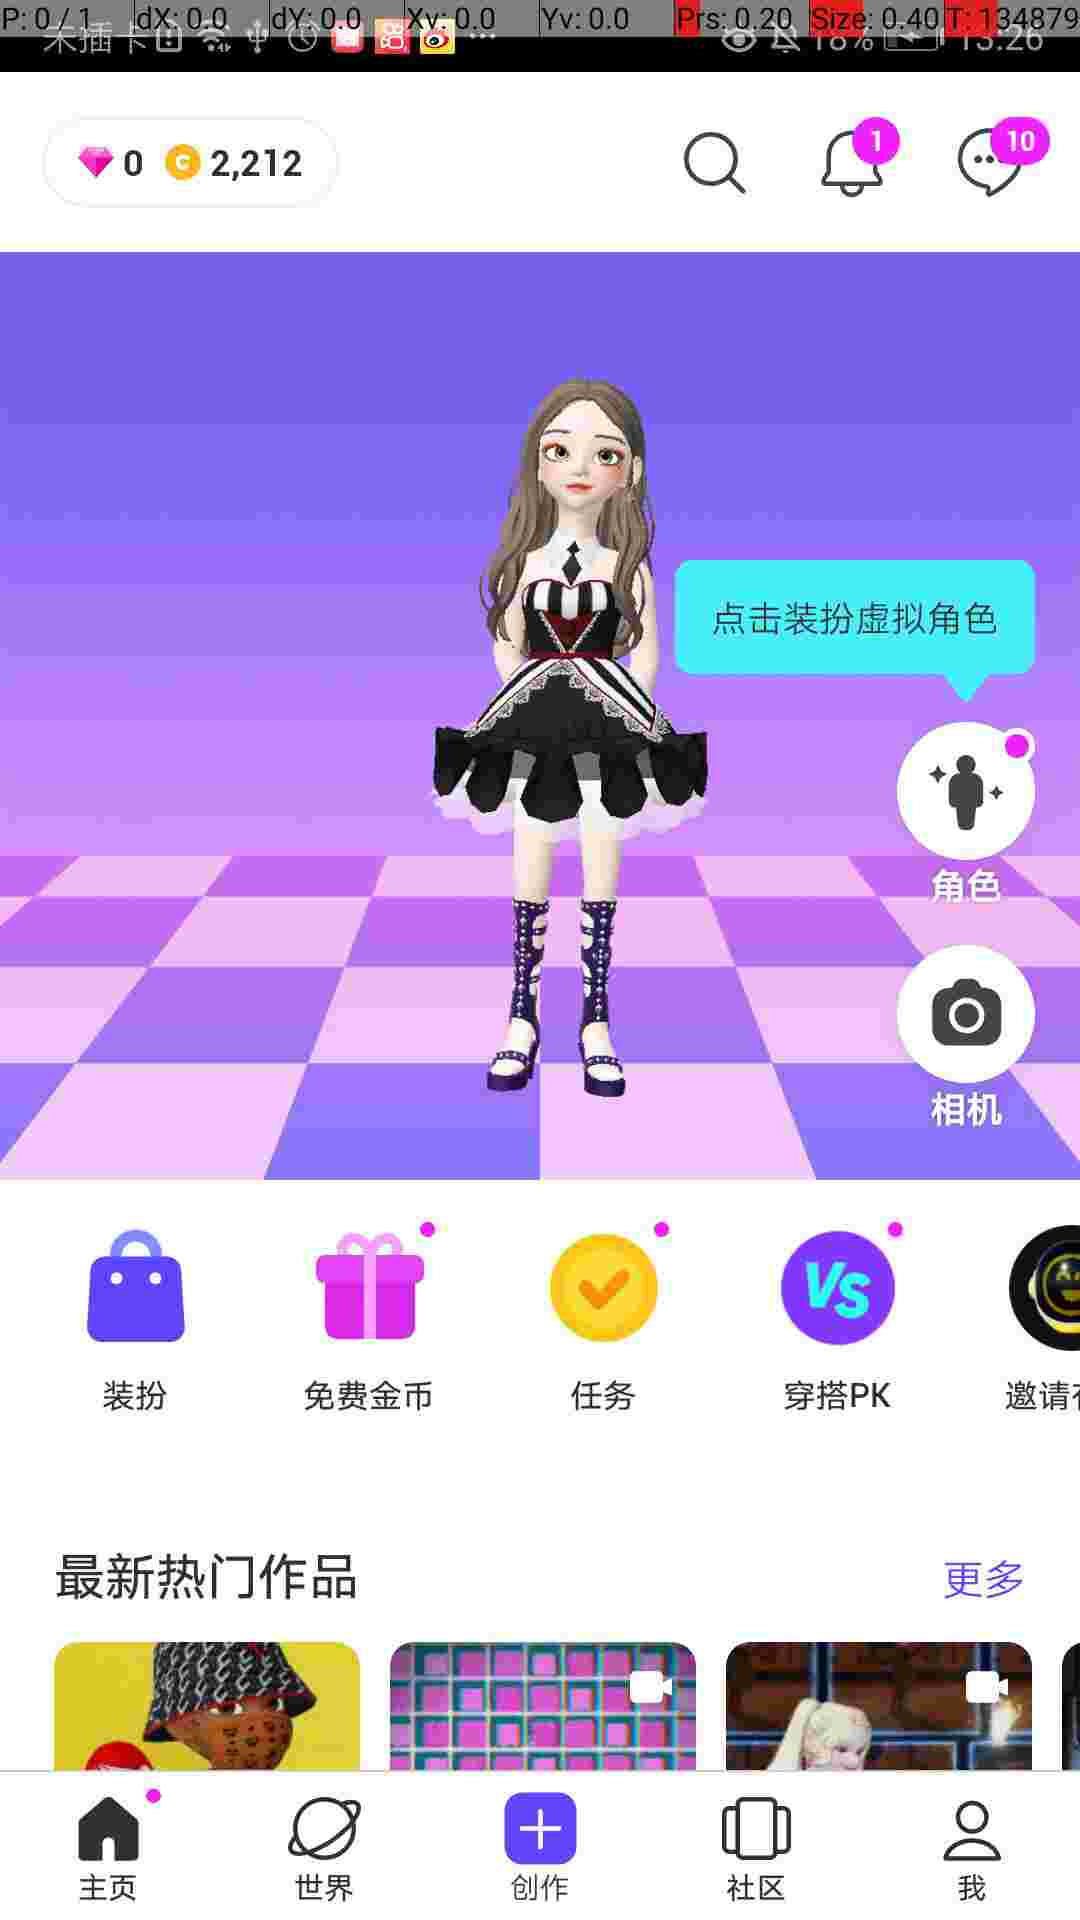 P: 0 / 1 dX: 0.0 dY: 0.0 Xv: 0.0 Yv: 0.0 Prs: 0.20 Size: 0.40 T: 134879
未插卡 18% 13:26
0 2,212 1 10
点击装扮虚拟角色
角色
相机
VS
装扮 免费金币 任务 穿搭PK 邀请
最新热门作品 更多
主页 世界 创作 社区 我